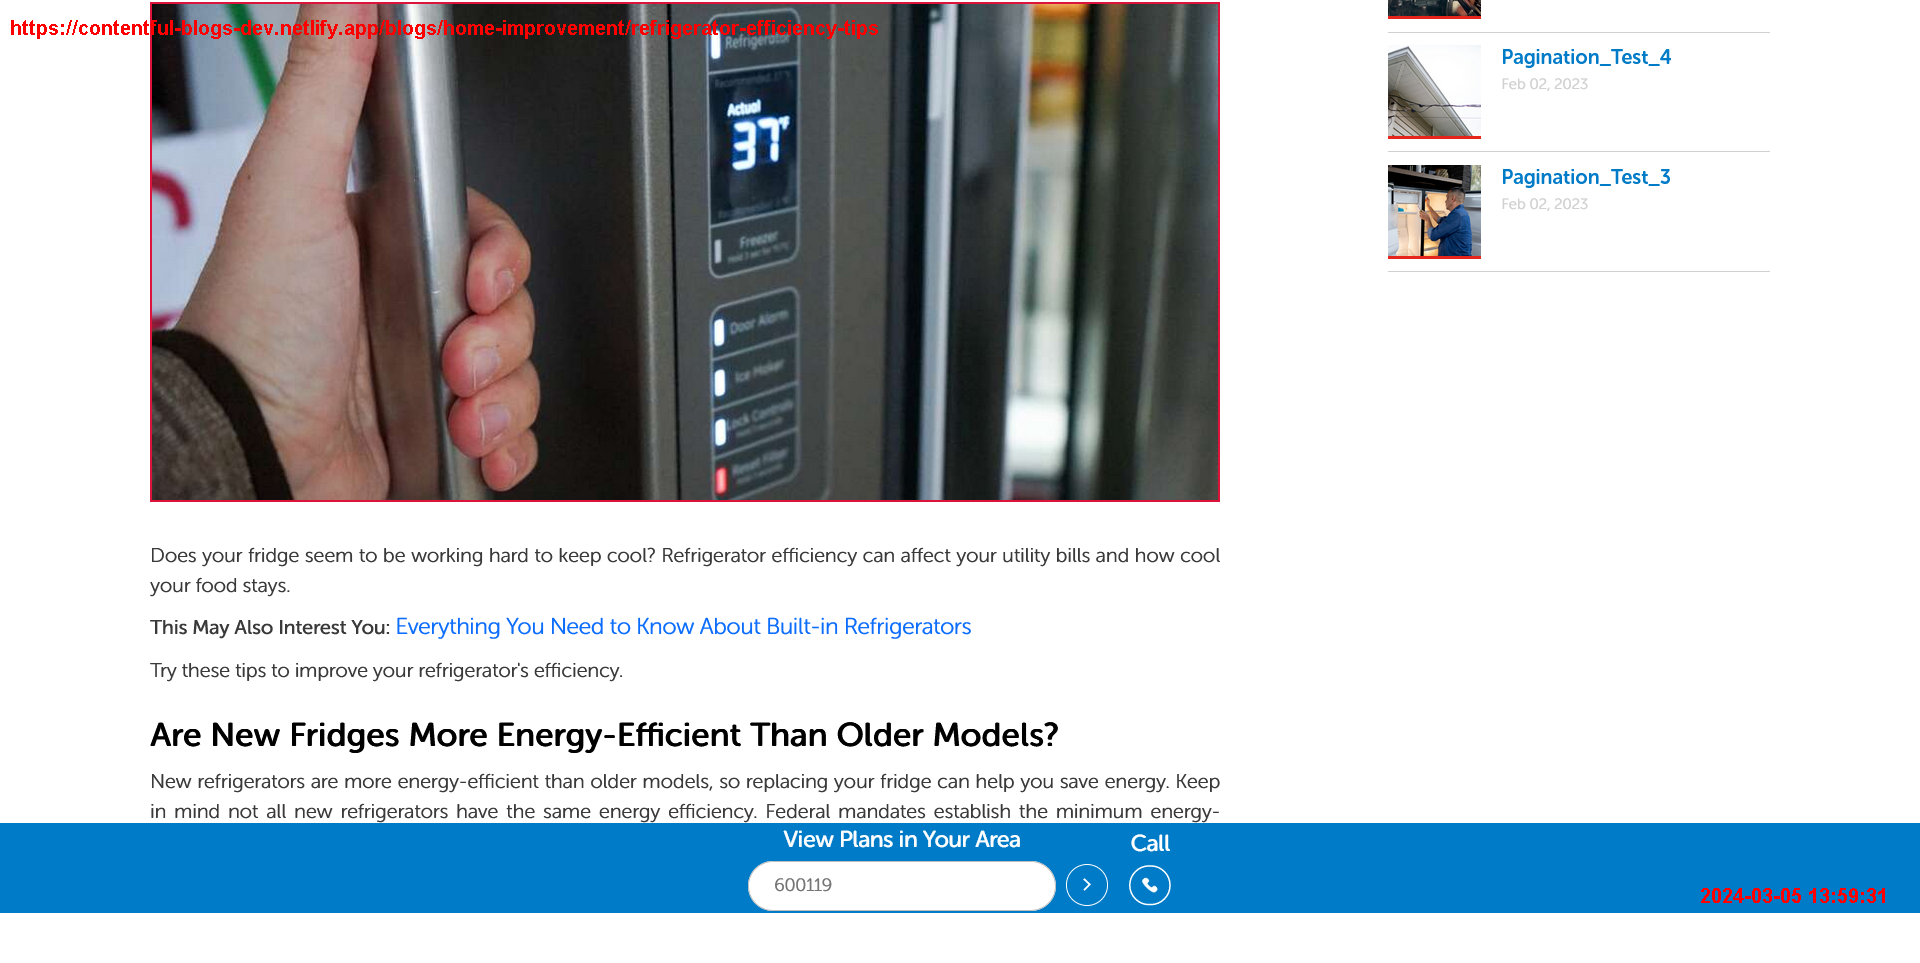 https://contentful-blogs-dev.netlify.app/blogs/home-improvement/refrigerator-efficiency-tips
Refrigerator
Actual
37°F
Freezer
Door Alarm
Ice Maker
Lock Controls
Reset Filter
Pagination_Test_4
Feb 02, 2023
Pagination_Test_3
Feb 02, 2023
Does your fridge seem to be working hard to keep cool? Refrigerator efficiency can affect your utility bills and how cool
your food stays.
This May Also Interest You: Everything You Need to Know About Built-in Refrigerators
Try these tips to improve your refrigerator's efficiency.
Are New Fridges More Energy-Efficient Than Older Models?
New refrigerators are more energy-efficient than older models, so replacing your fridge can help you save energy. Keep
in mind not all new refrigerators have the same energy efficiency. Federal mandates establish the minimum energy-
View Plans in Your Area
Call
600119
2024-03-05 13:59:31